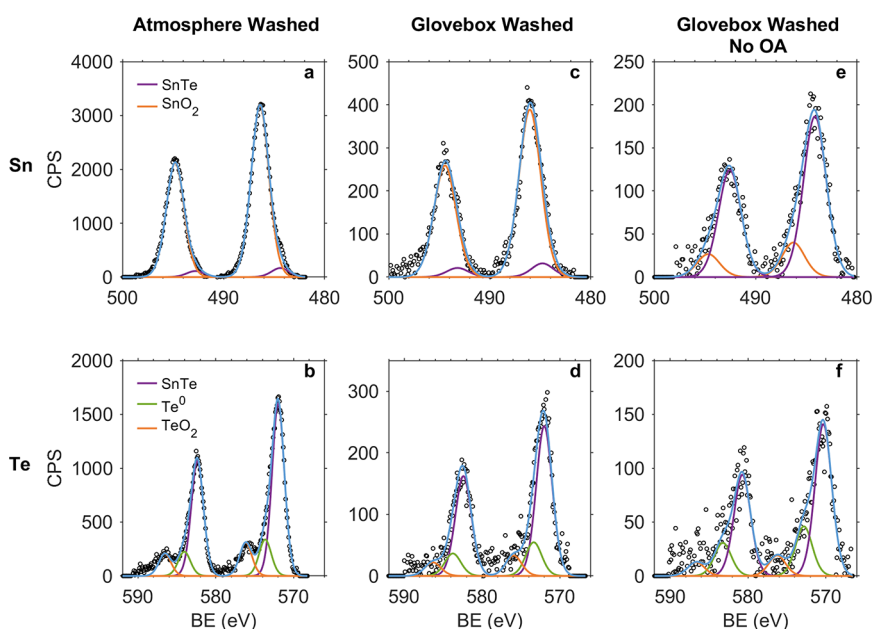 Atmosphere Washed
Glovebox Washed
Glovebox Washed
No OA
Sn
CPS
4000
3000
2000
1000
0
500
490
480
a
SnTe
SnO2
500
400
300
200
100
0
500
490
480
c
250
200
150
100
50
0
500
490
480
e
Te
CPS
2000
1500
1000
500
0
590
580
570
BE (eV)
b
SnTe
Te0
TeO2
300
200
100
0
590
580
570
BE (eV)
d
200
150
100
50
0
590
580
570
BE (eV)
f